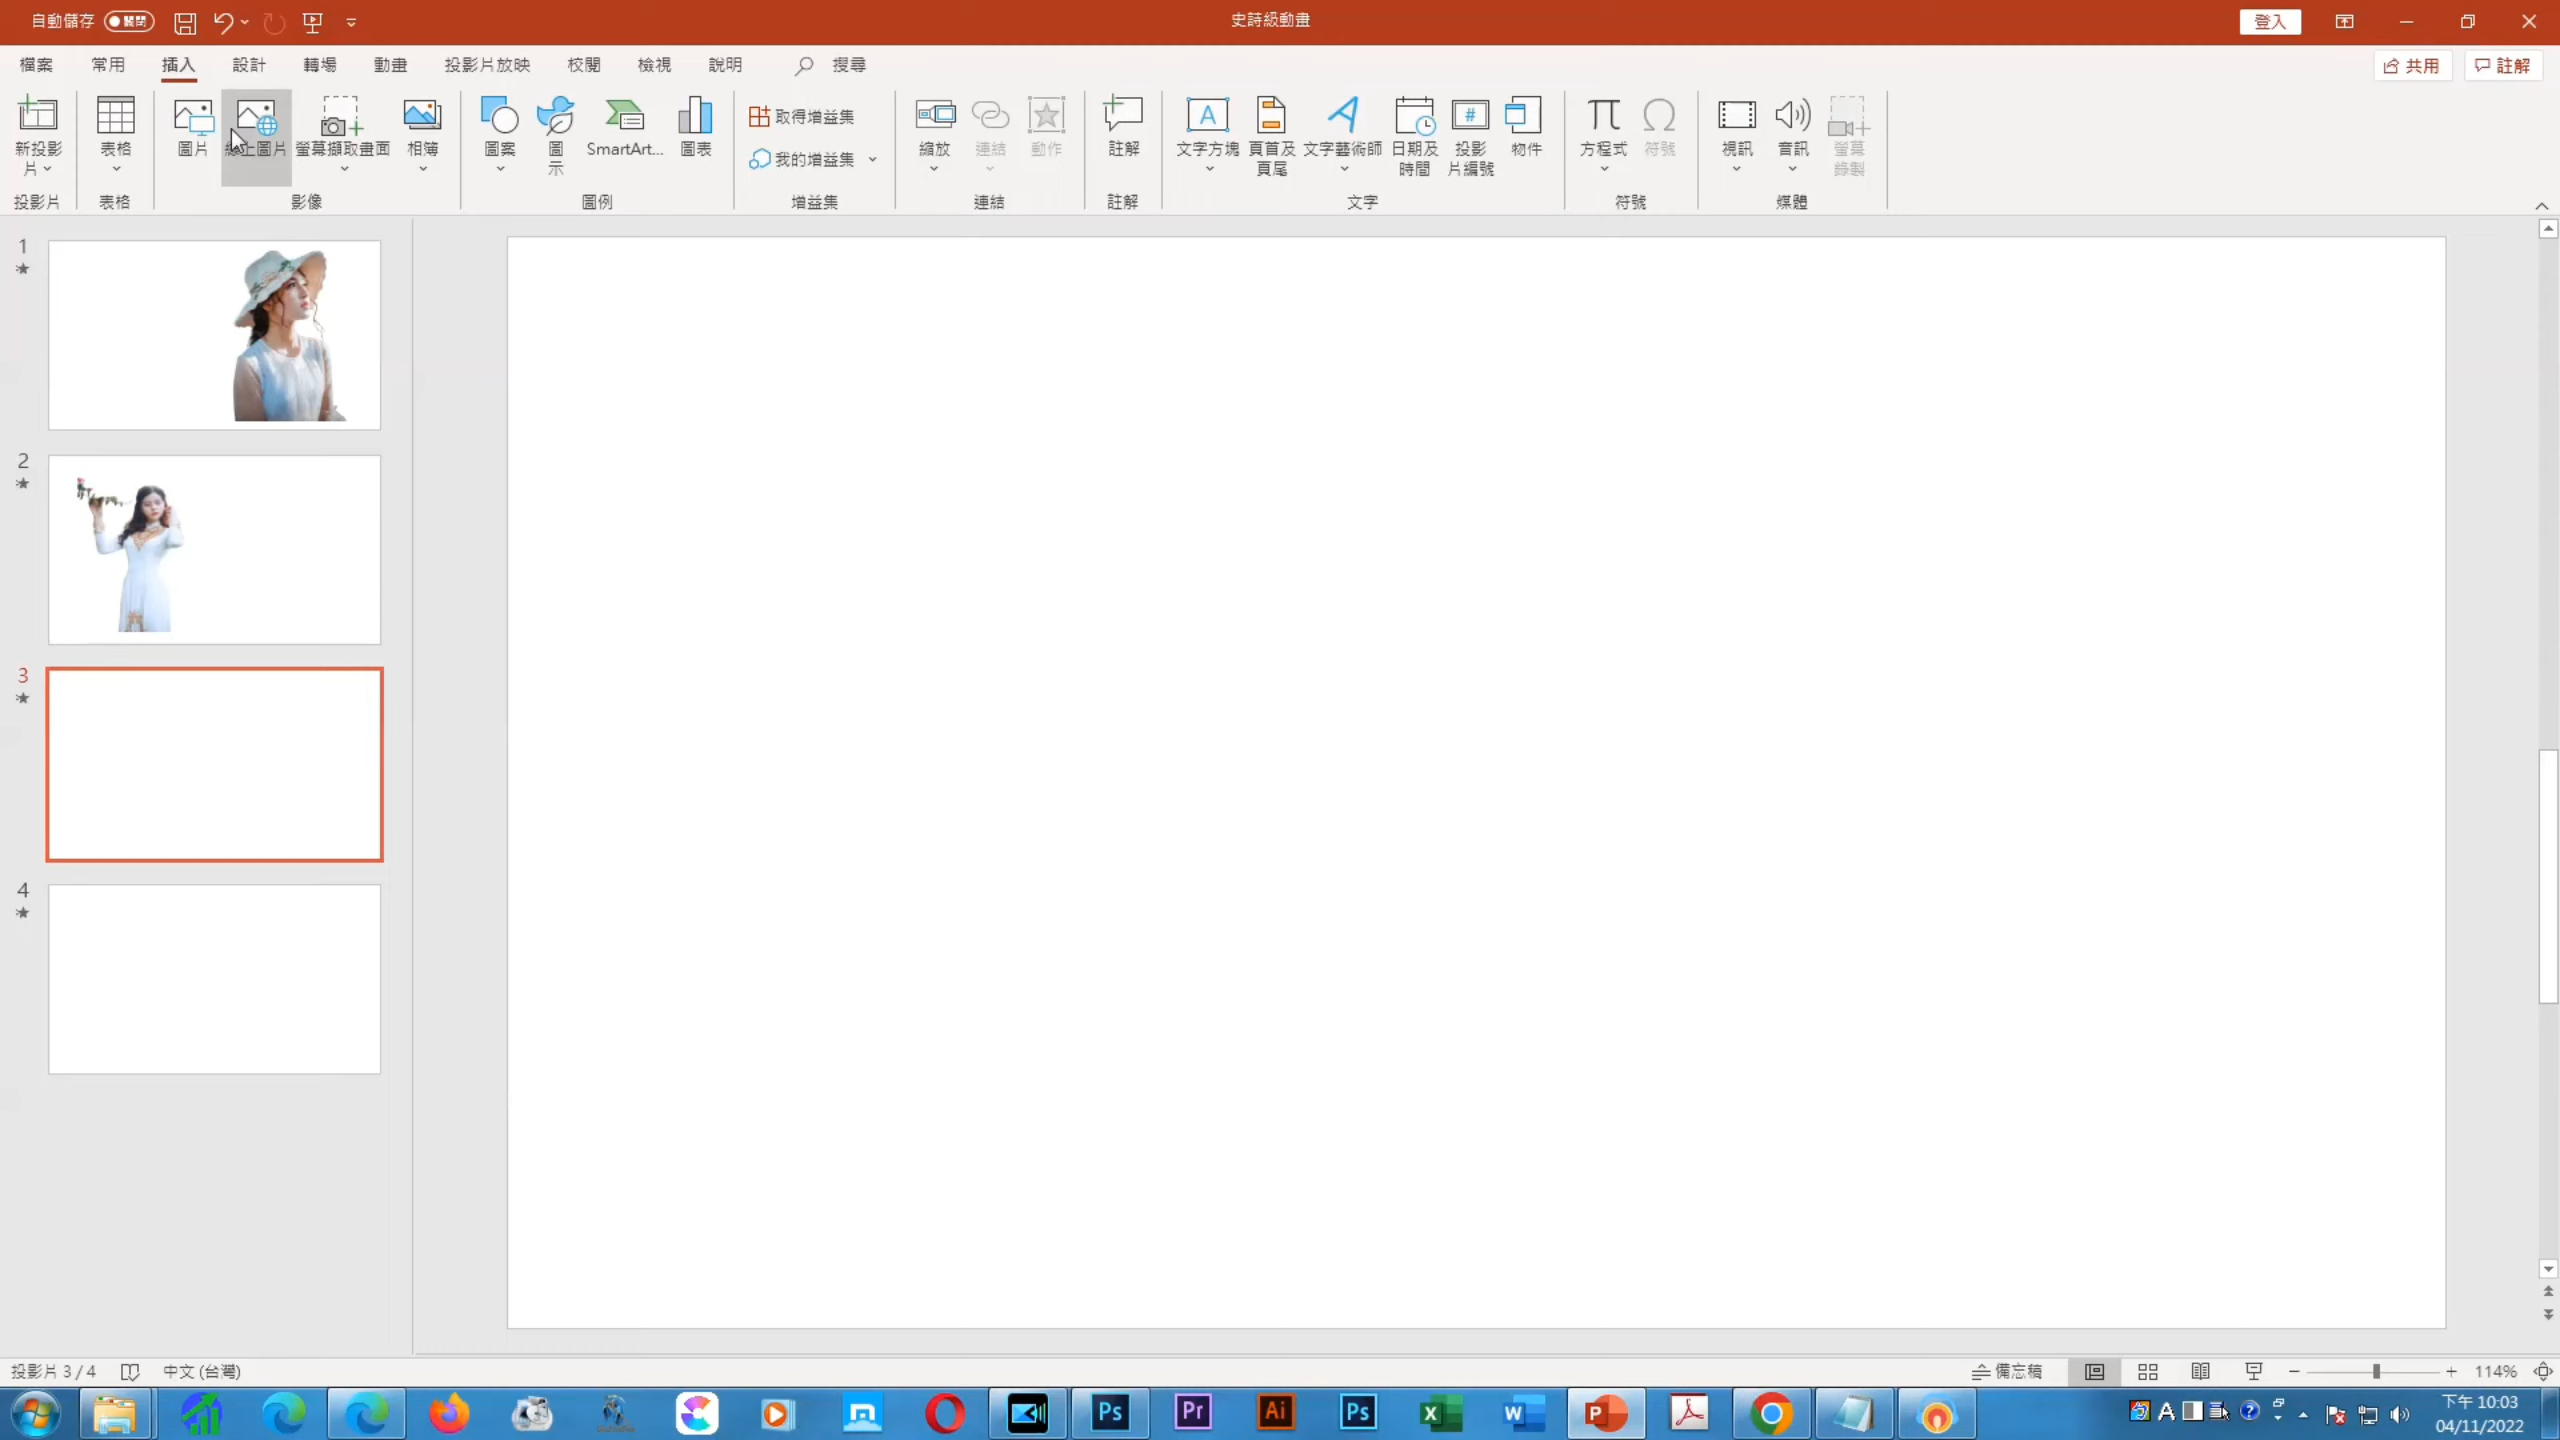 自動儲存 關閉 史詩級動畫 登入
檔案 常用 插入 設計 轉場 動畫 投影片放映 校閱 檢視 說明 搜尋 共用 註解
新投影片 表格 圖片 線上圖片 螢幕擷取畫面 相簿 圖案 圖示 SmartArt... 圖表 取得增益集 我的增益集 縮放 連結 動作 註解 文字方塊 頁首及頁尾 文字藝術師 日期及時間 投影片編號 物件 方程式 符號 視訊 音訊 螢幕錄製
投影片 表格 影像 圖例 增益集 連結 註解 文字 符號 媒體
1
2
3
4
投影片 3 / 4 中文 (台灣) 備忘稿 114%
Ps Pr Ai Ps X W P A
下午 10:03
04/11/2022